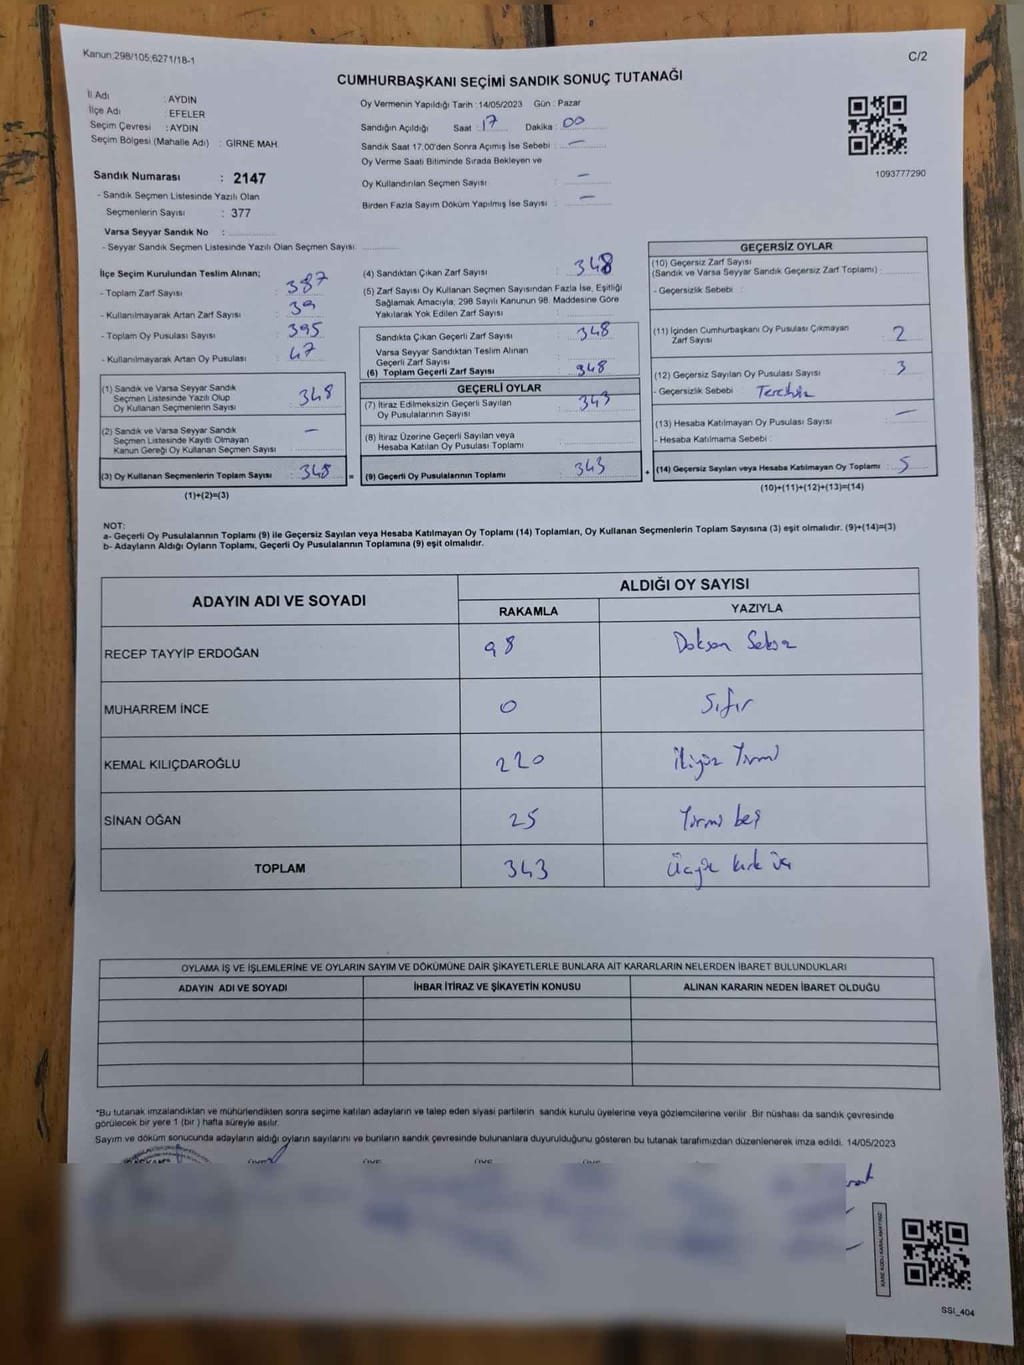 Kanun;298/105;6271/18-1
C/2
CUMHURBAŞKANI SEÇİMİ SANDIK SONUÇ TUTANAĞI
İl Adı : AYDIN
İlçe Adı : EFELER
Seçim Çevresi : AYDIN
Seçim Bölgesi (Mahalle Adı) : GİRNE MAH.
Sandık Numarası : 2147
- Sandık Seçmen Listesinde Yazılı Olan
Seçmenlerin Sayısı : 377
Varsa Seyyar Sandık No :
- Seyyar Sandık Seçmen Listesinde Yazılı Olan Seçmen Sayısı:
Oy Vermenin Yapıldığı Tarih : 14/05/2023 Gün : Pazar
Sandığın Açıldığı Saat : 17 Dakika : 00
Sandık Saat 17.00'den Sonra Açımış İse Sebebi : —
Oy Verme Saati Bitiminde Sırada Bekleyen ve
Oy Kullandırılan Seçmen Sayısı : —
Birden Fazla Sayım Döküm Yapılmış İse Sayısı : —
1093777290
İlçe Seçim Kurulundan Teslim Alınan;
- Toplam Zarf Sayısı : 387
- Kullanılmayarak Artan Zarf Sayısı : 39
- Toplam Oy Pusulası Sayısı : 395
- Kullanılmayarak Artan Oy Pusulası : 47
(1) Sandık ve Varsa Seyyar Sandık
Seçmen Listesinde Yazılı Olup
Oy Kullanan Seçmenlerin Sayısı : 348
(2) Sandık ve Varsa Seyyar Sandık
Seçmen Listesinde Kayıtlı Olmayan
Kanun Gereği Oy Kullanan Seçmen Sayısı : —
(3) Oy Kullanan Seçmenlerin Toplam Sayısı : 348 =
(1)+(2)=(3)
(4) Sandıktan Çıkan Zarf Sayısı : 348
(5) Zarf Sayısı Oy Kullanan Seçmen Sayısından Fazla İse, Eşitliği
Sağlamak Amacıyla, 298 Sayılı Kanunun 98. Maddesine Göre
Yakılarak Yok Edilen Zarf Sayısı :
Sandıkta Çıkan Geçerli Zarf Sayısı : 348
Varsa Seyyar Sandıktan Teslim Alınan
Geçerli Zarf Sayısı :
(6) Toplam Geçerli Zarf Sayısı : 348
GEÇERLİ OYLAR
(7) İtiraz Edilmeksizin Geçerli Sayılan
Oy Pusulalarının Sayısı : 343
(8) İtiraz Üzerine Geçerli Sayılan veya
Hesaba Katılan Oy Pusulası Toplamı :
(9) Geçerli Oy Pusulalarının Toplamı : 343 +
GEÇERSİZ OYLAR
(10) Geçersiz Zarf Sayısı
(Sandık ve Varsa Seyyar Sandık Geçersiz Zarf Toplamı) :
- Geçersizlik Sebebi :
(11) İçinden Cumhurbaşkanı Oy Pusulası Çıkmayan
Zarf Sayısı : 2
(12) Geçersiz Sayılan Oy Pusulası Sayısı : 3
- Geçersizlik Sebebi :
(13) Hesaba Katılmayan Oy Pusulası Sayısı : —
- Hesaba Katılmama Sebebi :
(14) Geçersiz Sayılan veya Hesaba Katılmayan Oy Toplamı : 5
(10)+(11)+(12)+(13)=(14)
NOT:
a- Geçerli Oy Pusulalarının Toplamı (9) ile Geçersiz Sayılan veya Hesaba Katılmayan Oy Toplamı (14) Toplamları, Oy Kullanan Seçmenlerin Toplam Sayısına (3) eşit olmalıdır. (9)+(14)=(3)
b- Adayların Aldığı Oyların Toplamı, Geçerli Oy Pusulalarının Toplamına (9) eşit olmalıdır.
ADAYIN ADI VE SOYADI
ALDIĞI OY SAYISI
RAKAMLA YAZIYLA
RECEP TAYYİP ERDOĞAN 98 Doksan Sekiz
MUHARREM İNCE 0 Sıfır
KEMAL KILIÇDAROĞLU 220 İkiyüz Yirmi
SİNAN OĞAN 25 Yirmi beş
TOPLAM 343 Üçyüz kırk üç
OYLAMA İŞ VE İŞLEMLERİNE VE OYLARIN SAYIM VE DÖKÜMÜNE DAİR ŞİKAYETLERLE BUNLARA AİT KARARLARIN NELERDEN İBARET BULUNDUKLARI
ADAYIN ADI VE SOYADI İHBAR İTİRAZ VE ŞİKAYETİN KONUSU ALINAN KARARIN NEDEN İBARET OLDUĞU
*Bu tutanak imzalandıktan ve mühürlendikten sonra seçime katılan adayların ve talep eden siyasi partilerin sandık kurulu üyelerine veya gözlemcilerine verilir. Bir nüshası da sandık çevresinde
görülecek bir yere 1 (bir) hafta süreyle asılır.
Sayım ve döküm sonucunda adayların aldığı oyların sayılarını ve bunların sandık çevresinde bulunanlara duyurulduğunu gösteren bu tutanak tarafımızdan düzenlenerek imza edildi. 14/05/2023
SSI_404